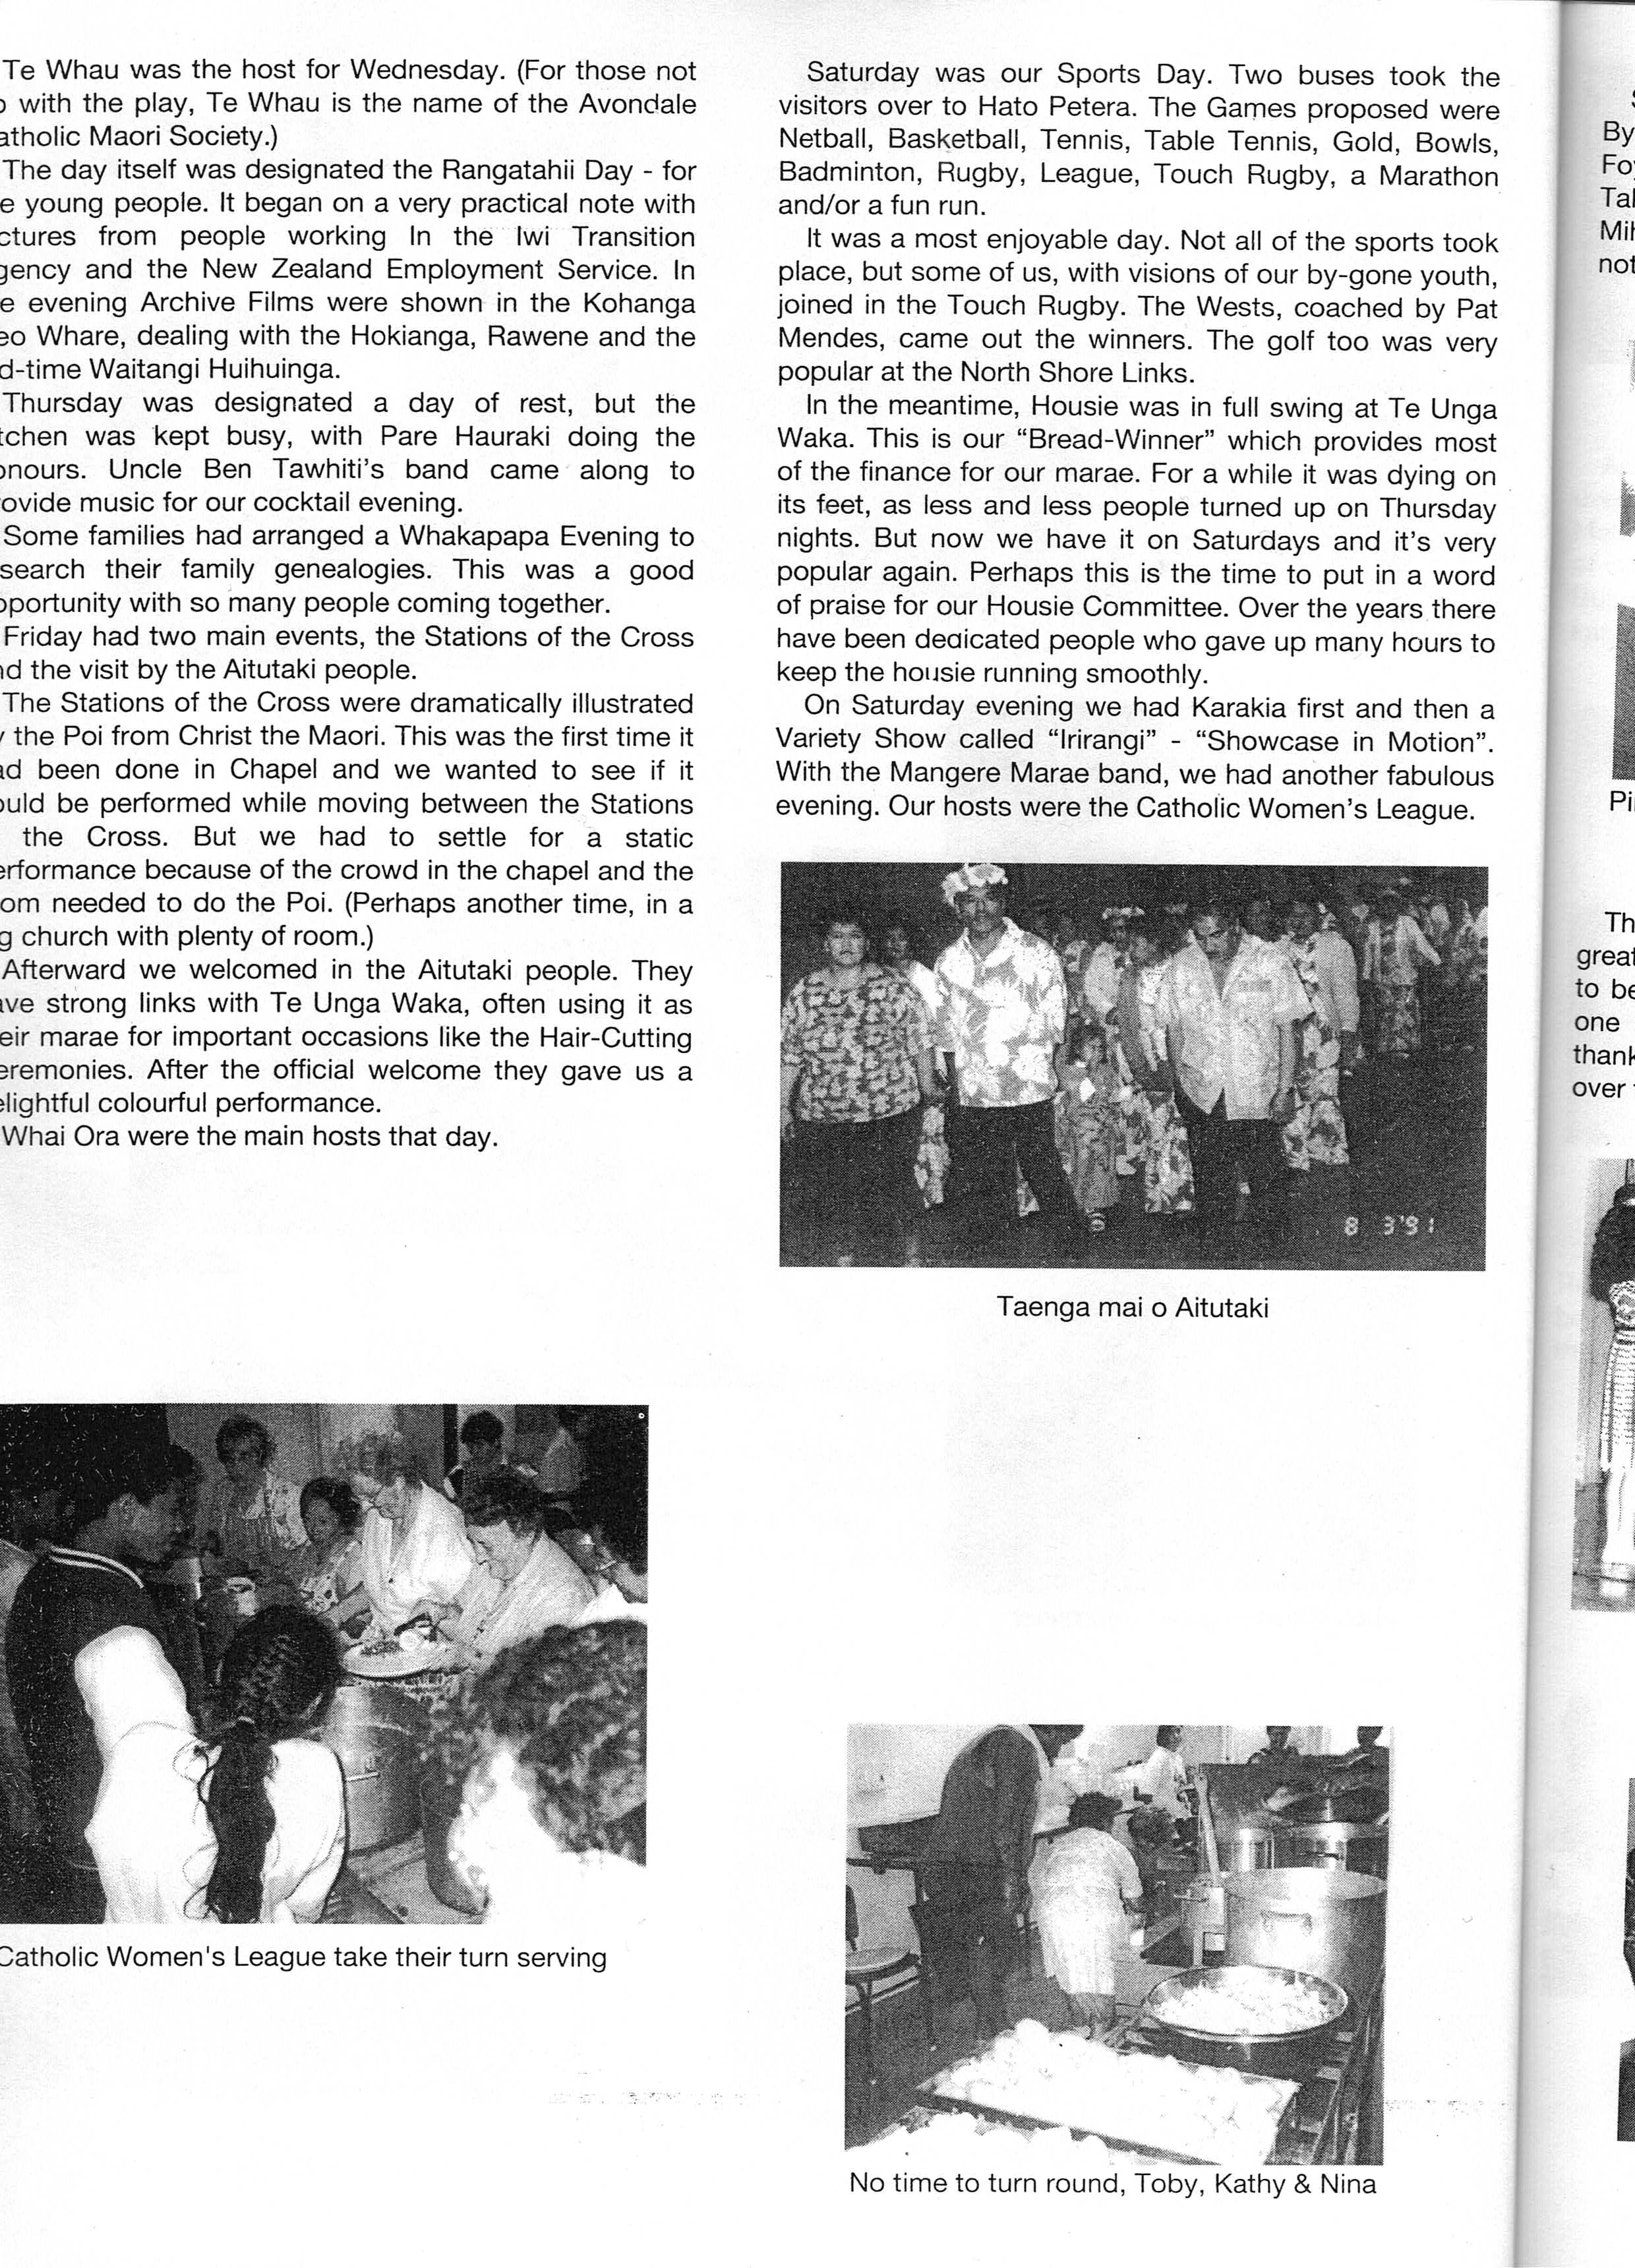 Te Whau was the host for Wednesday. (For those not
with the play, Te Whau is the name of the Avondale
atholic Maori Society.)
The day itself was designated the Rangatahii Day - for
e young people. It began on a very practical note with
ctures from people working In the Iwi Transition
gency and the New Zealand Employment Service. In
e evening Archive Films were shown in the Kohanga
eo Whare, dealing with the Hokianga, Rawene and the
d-time Waitangi Huihuinga.
Thursday was designated a day of rest, but the
tchen was kept busy, with Pare Hauraki doing the
onours. Uncle Ben Tawhiti's band came along to
ovide music for our cocktail evening.
Some families had arranged a Whakapapa Evening to
search their family genealogies. This was a good
pportunity with so many people coming together.
Friday had two main events, the Stations of the Cross
nd the visit by the Aitutaki people.
The Stations of the Cross were dramatically illustrated
the Poi from Christ the Maori. This was the first time it
ad been done in Chapel and we wanted to see if it
ould be performed while moving between the Stations
the Cross. But we had to settle for a static
erformance because of the crowd in the chapel and the
om needed to do the Poi. (Perhaps another time, in a
g church with plenty of room.)
Afterward we welcomed in the Aitutaki people. They
ave strong links with Te Unga Waka, often using it as
eir marae for important occasions like the Hair-Cutting
eremonies. After the official welcome they gave us a
elightful colourful performance.
Whai Ora were the main hosts that day.
Catholic Women's League take their turn serving
Saturday was our Sports Day. Two buses took the
visitors over to Hato Petera. The Games proposed were
Netball, Basketball, Tennis, Table Tennis, Gold, Bowls,
Badminton, Rugby, League, Touch Rugby, a Marathon
and/or a fun run.
It was a most enjoyable day. Not all of the sports took
place, but some of us, with visions of our by-gone youth,
joined in the Touch Rugby. The Wests, coached by Pat
Mendes, came out the winners. The golf too was very
popular at the North Shore Links.
In the meantime, Housie was in full swing at Te Unga
Waka. This is our “Bread-Winner” which provides most
of the finance for our marae. For a while it was dying on
its feet, as less and less people turned up on Thursday
nights. But now we have it on Saturdays and it's very
popular again. Perhaps this is the time to put in a word
of praise for our Housie Committee. Over the years there
have been dedicated people who gave up many hours to
keep the housie running smoothly.
On Saturday evening we had Karakia first and then a
Variety Show called “Irirangi” - “Showcase in Motion”.
With the Mangere Marae band, we had another fabulous
evening. Our hosts were the Catholic Women's League.
8 3'91
Taenga mai o Aitutaki
No time to turn round, Toby, Kathy & Nina
By
Fo
Tal
Mih
not
Pi
Th
great
to be
one
thank
over